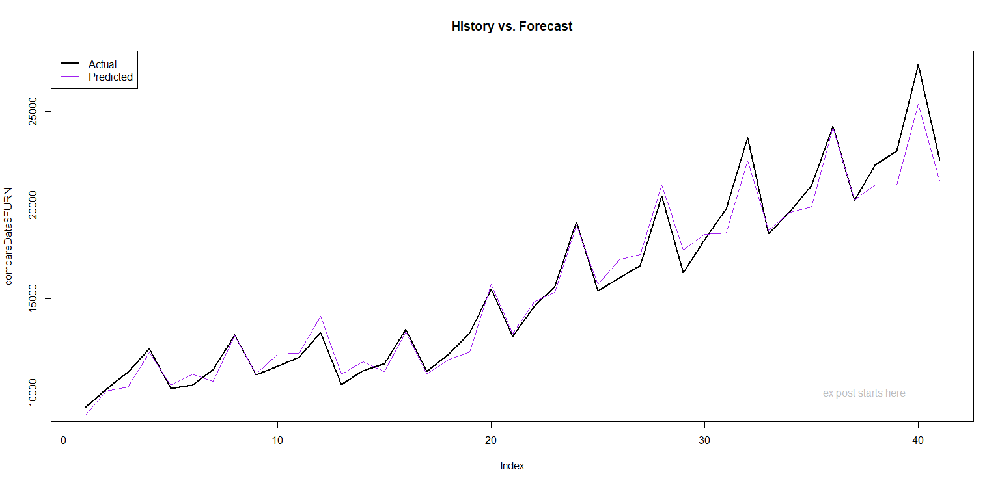 History vs. Forecast
Actual
Predicted
compareData$FURN
25000
20000
15000
10000
ex post starts here
0
10
20
30
40
Index